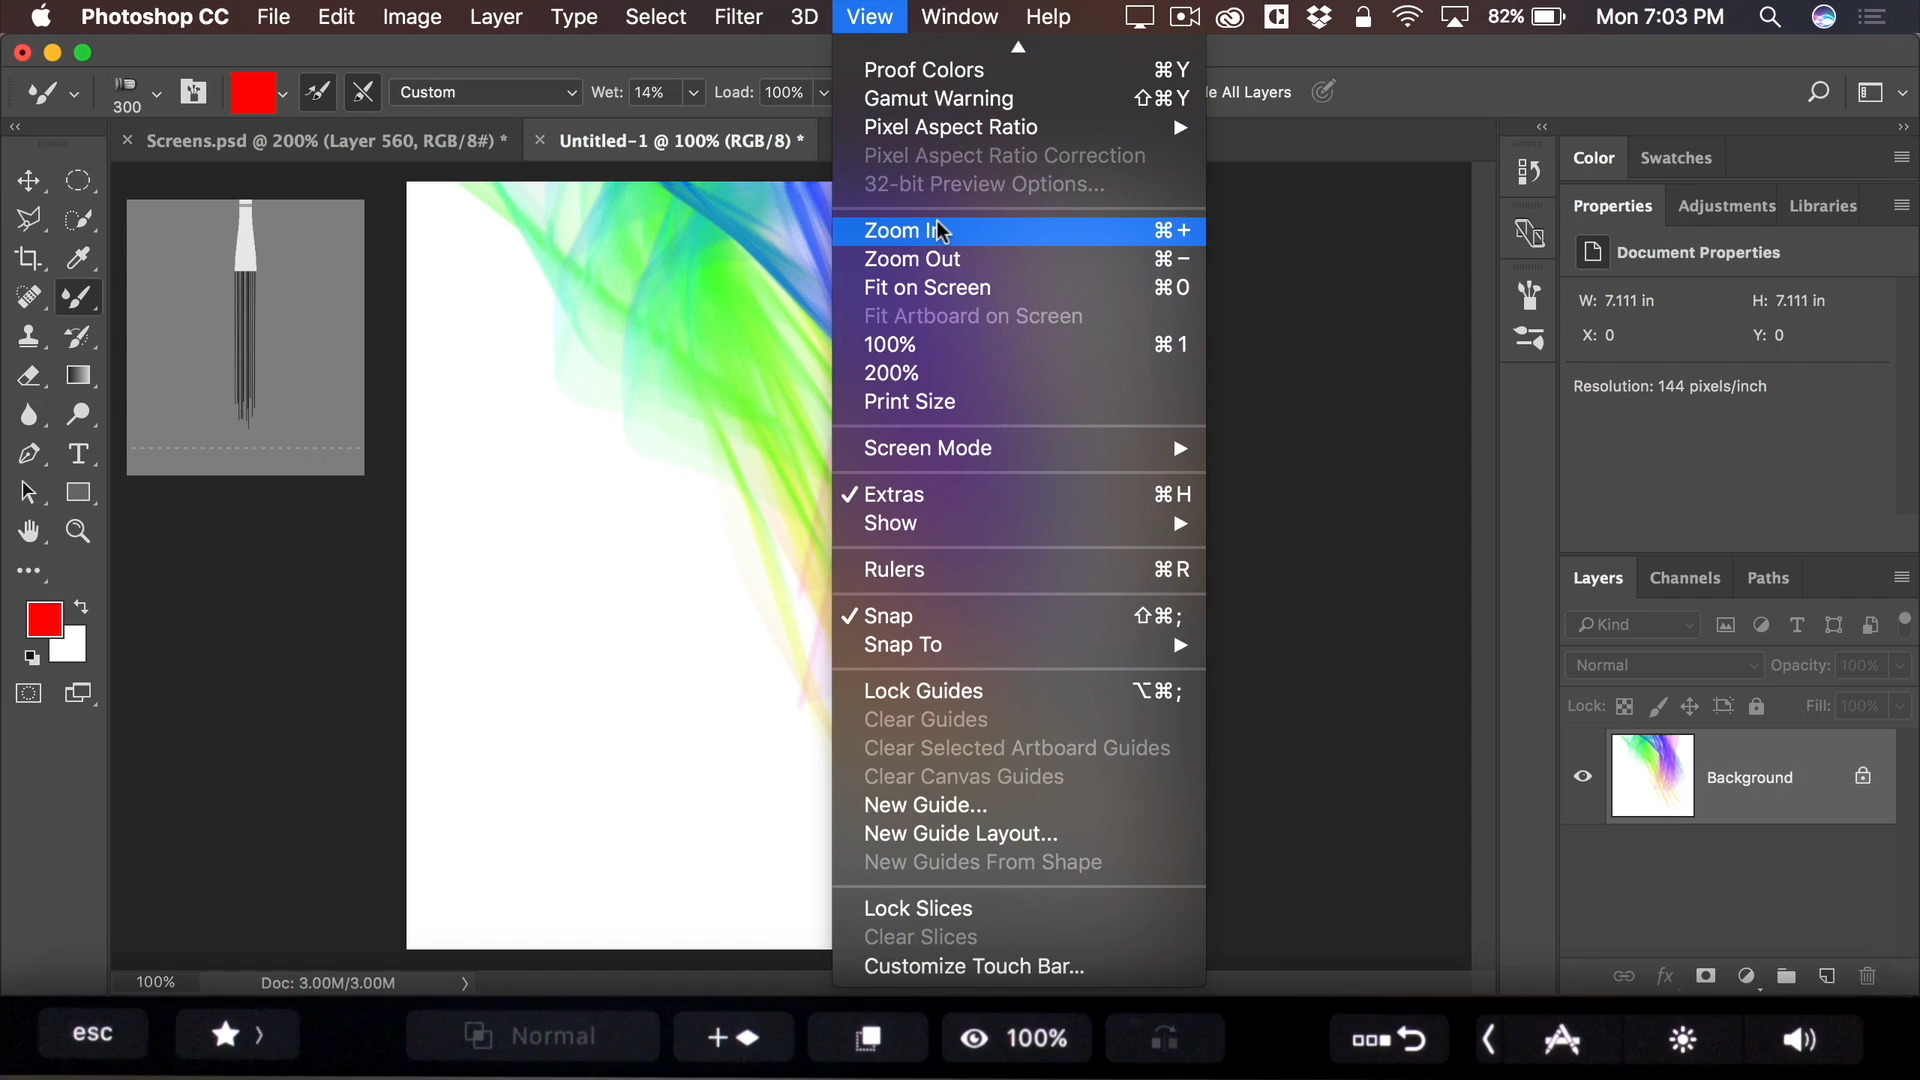 Photoshop CC File Edit Image Layer Type Select Filter 3D View Window Help 82% Mon 7:03 PM
300 Custom Wet: 14% Load: 100% All Layers
Screens.psd @ 200% (Layer 560, RGB/8#) * Untitled-1 @ 100% (RGB/8) *
Proof Colors ⌘Y
Gamut Warning ⇧⌘Y
Pixel Aspect Ratio
Pixel Aspect Ratio Correction
32-bit Preview Options...
Zoom In ⌘+
Zoom Out ⌘−
Fit on Screen ⌘0
Fit Artboard on Screen
100% ⌘1
200%
Print Size
Screen Mode
Extras ⌘H
Show
Rulers ⌘R
Snap ⇧⌘;
Snap To
Lock Guides ⌥⌘;
Clear Guides
Clear Selected Artboard Guides
Clear Canvas Guides
New Guide...
New Guide Layout...
New Guides From Shape
Lock Slices
Clear Slices
Customize Touch Bar...
Color Swatches
Properties Adjustments Libraries
Document Properties
W: 7.111 in H: 7.111 in
X: 0 Y: 0
Resolution: 144 pixels/inch
Layers Channels Paths
Kind
Normal Opacity: 100%
Lock: Fill: 100%
Background
fx
100% Doc: 3.00M/3.00M
esc Normal 100%